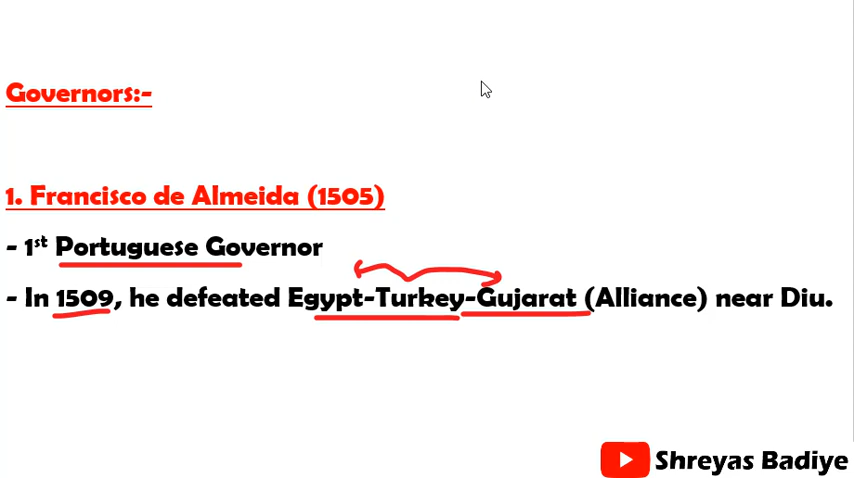 Governors:-
1. Francisco de Almeida (1505)
- 1st Portuguese Governor
- In 1509, he defeated Egypt-Turkey-Gujarat (Alliance) near Diu.
Shreyas Badiye